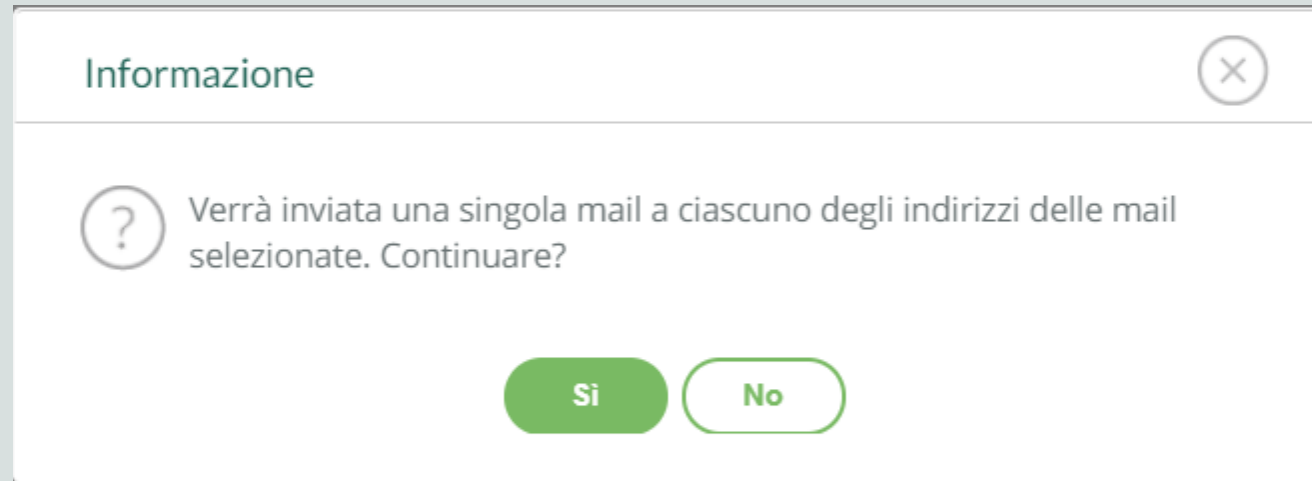 Informazione
?
Verrà inviata una singola mail a ciascuno degli indirizzi delle mail
selezionate. Continuare?
Sì
No